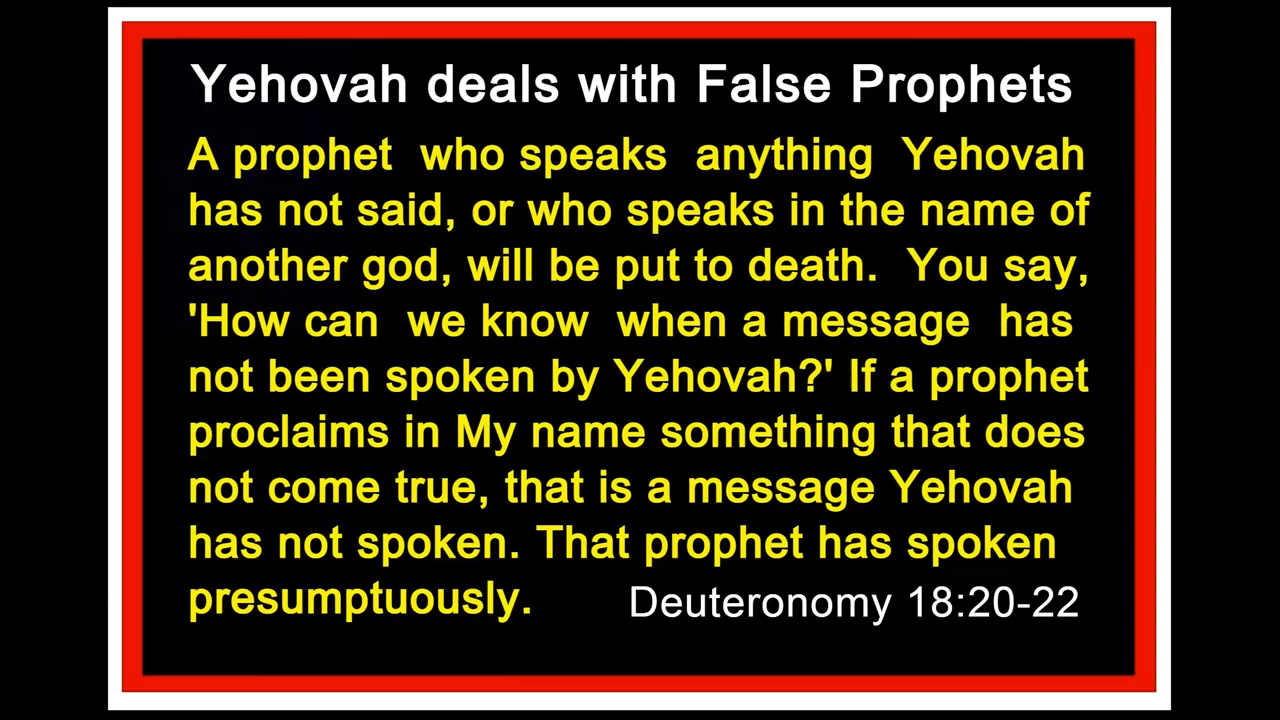 Yehovah deals with False Prophets
A prophet who speaks anything Yehovah
has not said, or who speaks in the name of
another god, will be put to death. You say,
'How can we know when a message has
not been spoken by Yehovah?' If a prophet
proclaims in My name something that does
not come true, that is a message Yehovah
has not spoken. That prophet has spoken
presumptuously. Deuteronomy 18:20-22